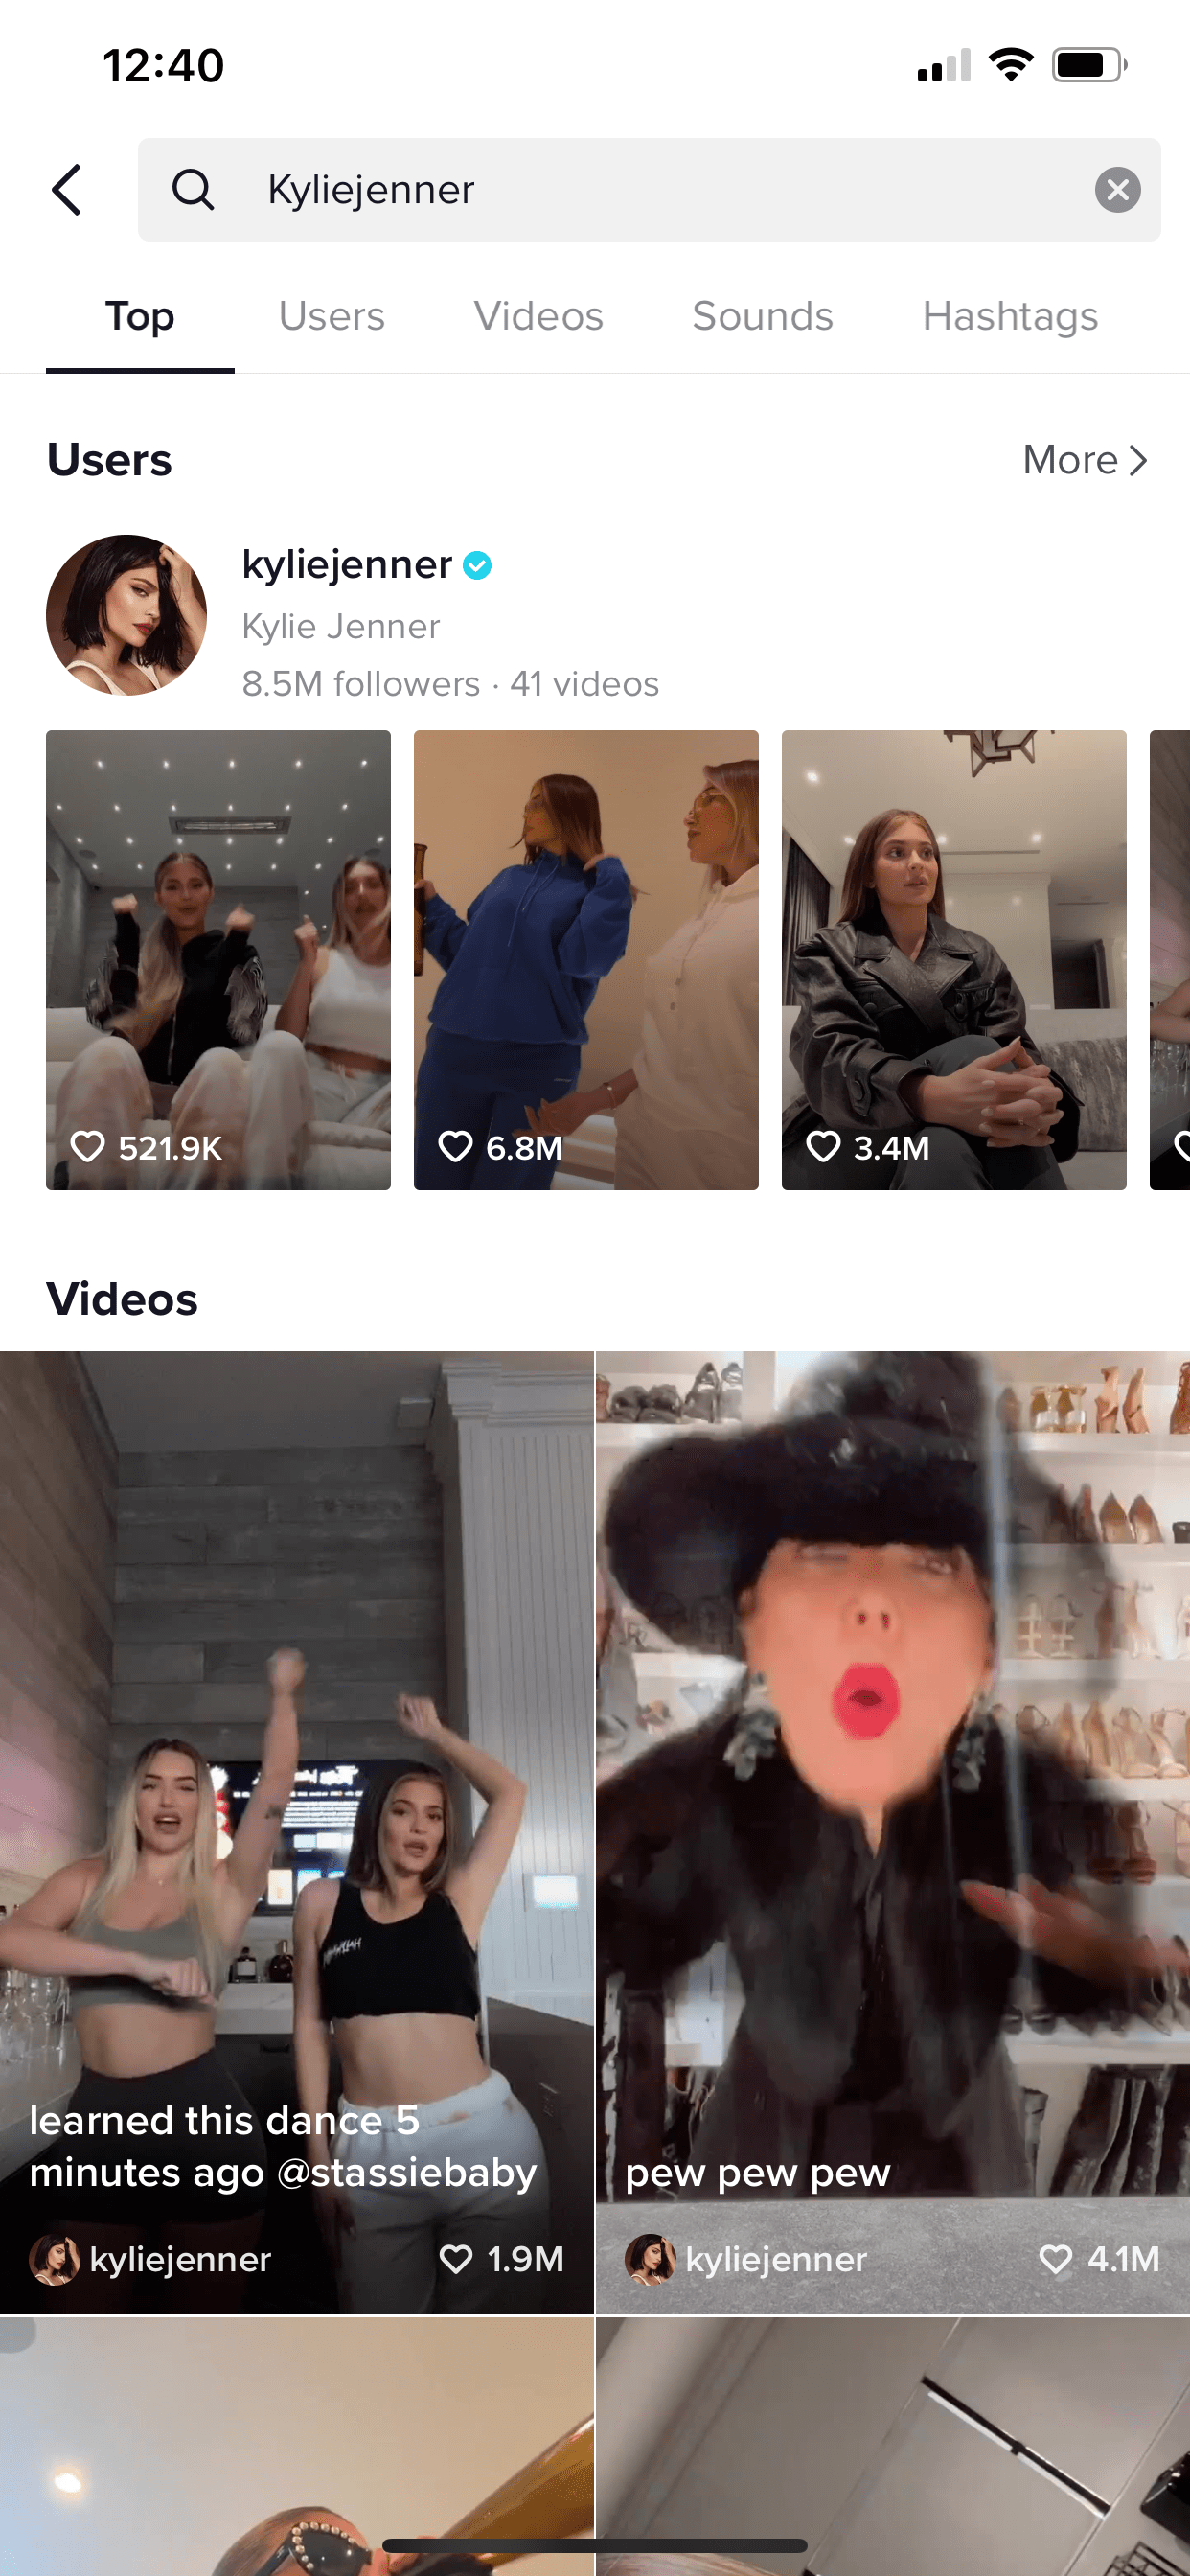 12:40
Kyliejenner
Top
Users
Videos
Sounds
Hashtags
Users
More
kyliejenner
Kylie Jenner
8.5M followers · 41 videos
521.9K
6.8M
3.4M
Videos
learned this dance 5
minutes ago @stassiebaby
kyliejenner
1.9M
pew pew pew
kyliejenner
4.1M